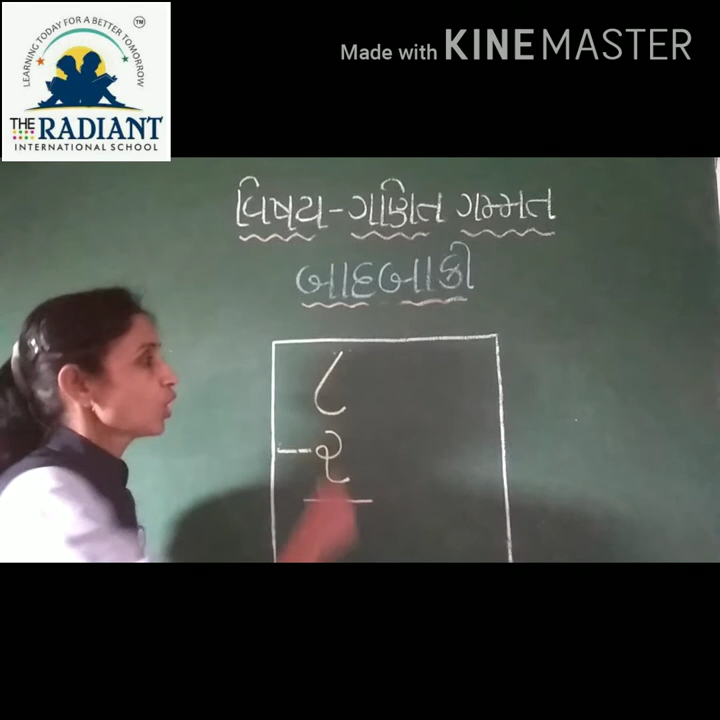 LEARNING TODAY FOR A BETTER TOMORROW
TM
THE RADIANT
INTERNATIONAL SCHOOL
Made with KINEMASTER
વિષય-ગણિત ગમ્મત
બાદબાકી
૮
-૨